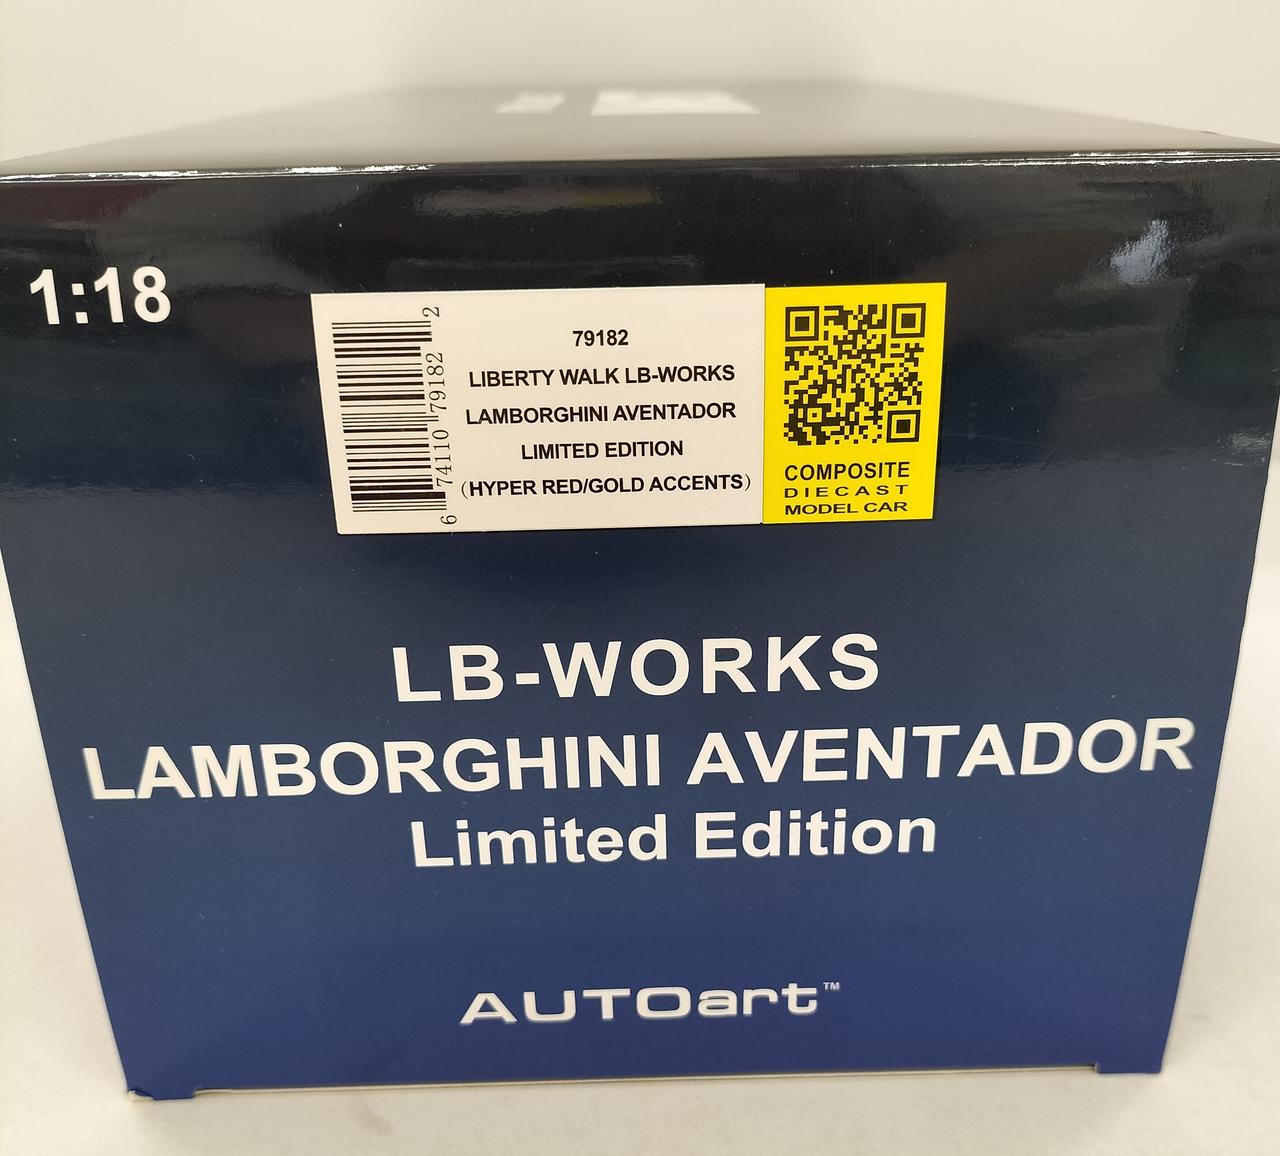 1:18
6 74110 79182 2
79182
LIBERTY WALK LB-WORKS
LAMBORGHINI AVENTADOR
LIMITED EDITION
(HYPER RED/GOLD ACCENTS)
COMPOSITE
DIECAST
MODEL CAR
LB-WORKS
LAMBORGHINI AVENTADOR
Limited Edition
AUTOart™